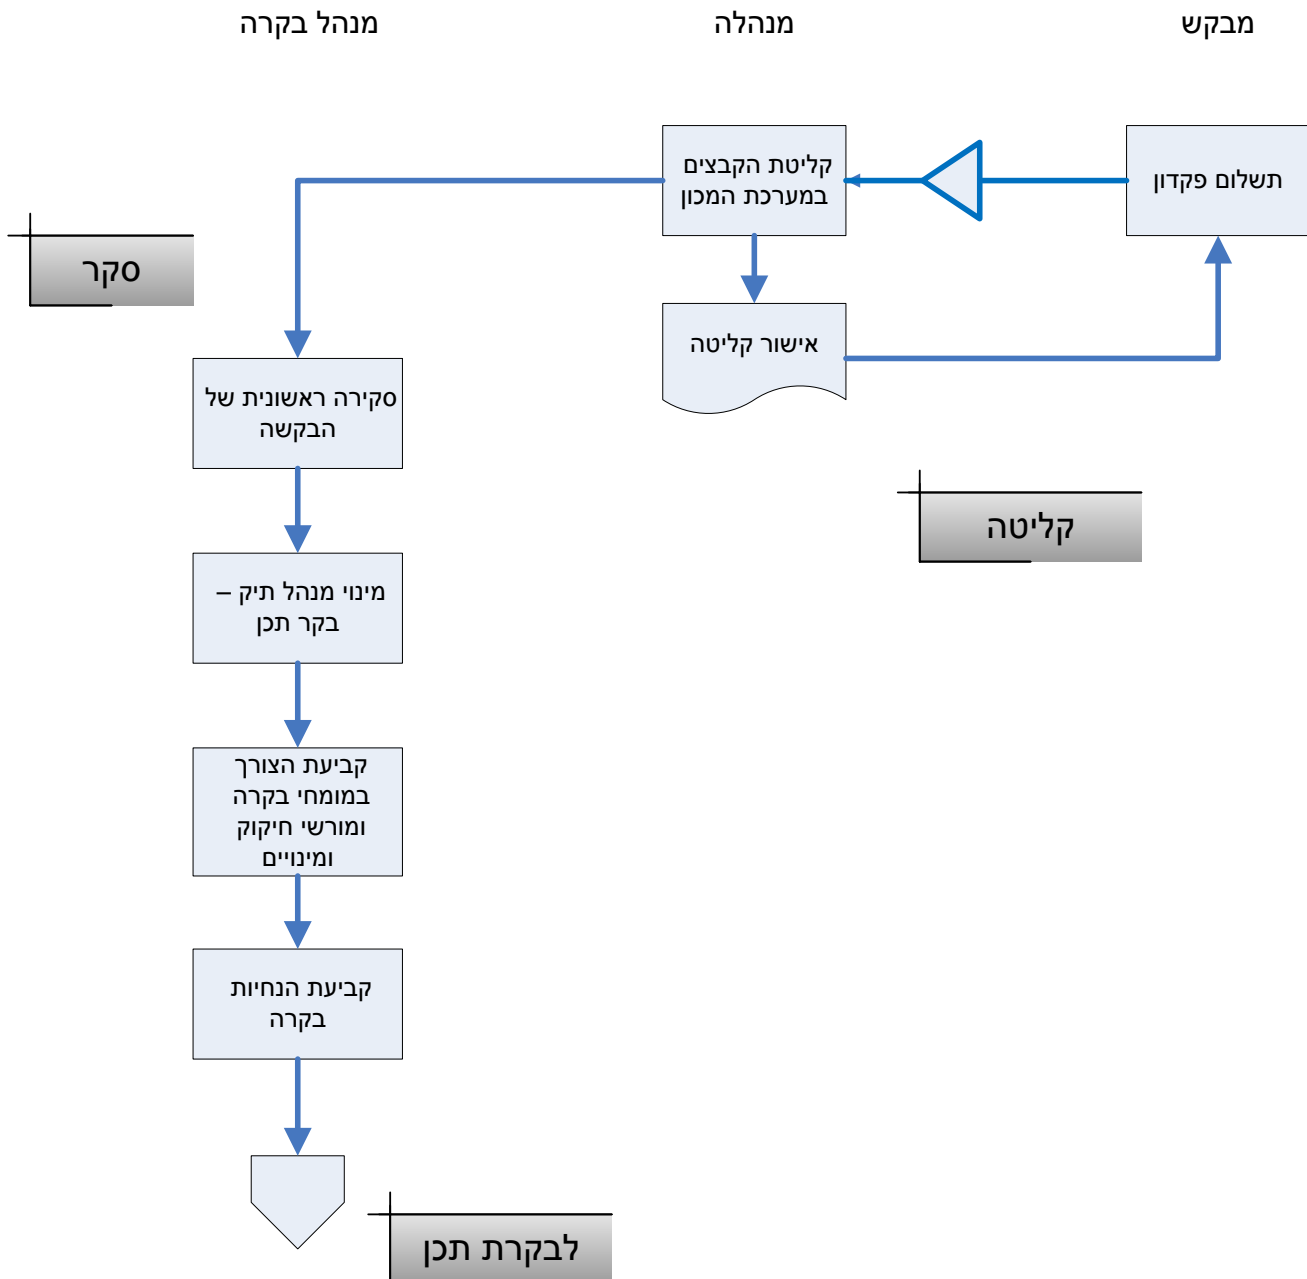 מבקש
מנהלה
מנהל בקרה
תשלום פקדון
קליטת הקבצים
במערכת המכון
אישור קליטה
קליטה
סקר
סקירה ראשונית של
הבקשה
מינוי מנהל תיק –
בקר תכן
קביעת הצורך
במומחי בקרה
ומורשי חיקוק
ומינויים
קביעת הנחיות
בקרה
לבקרת תכן